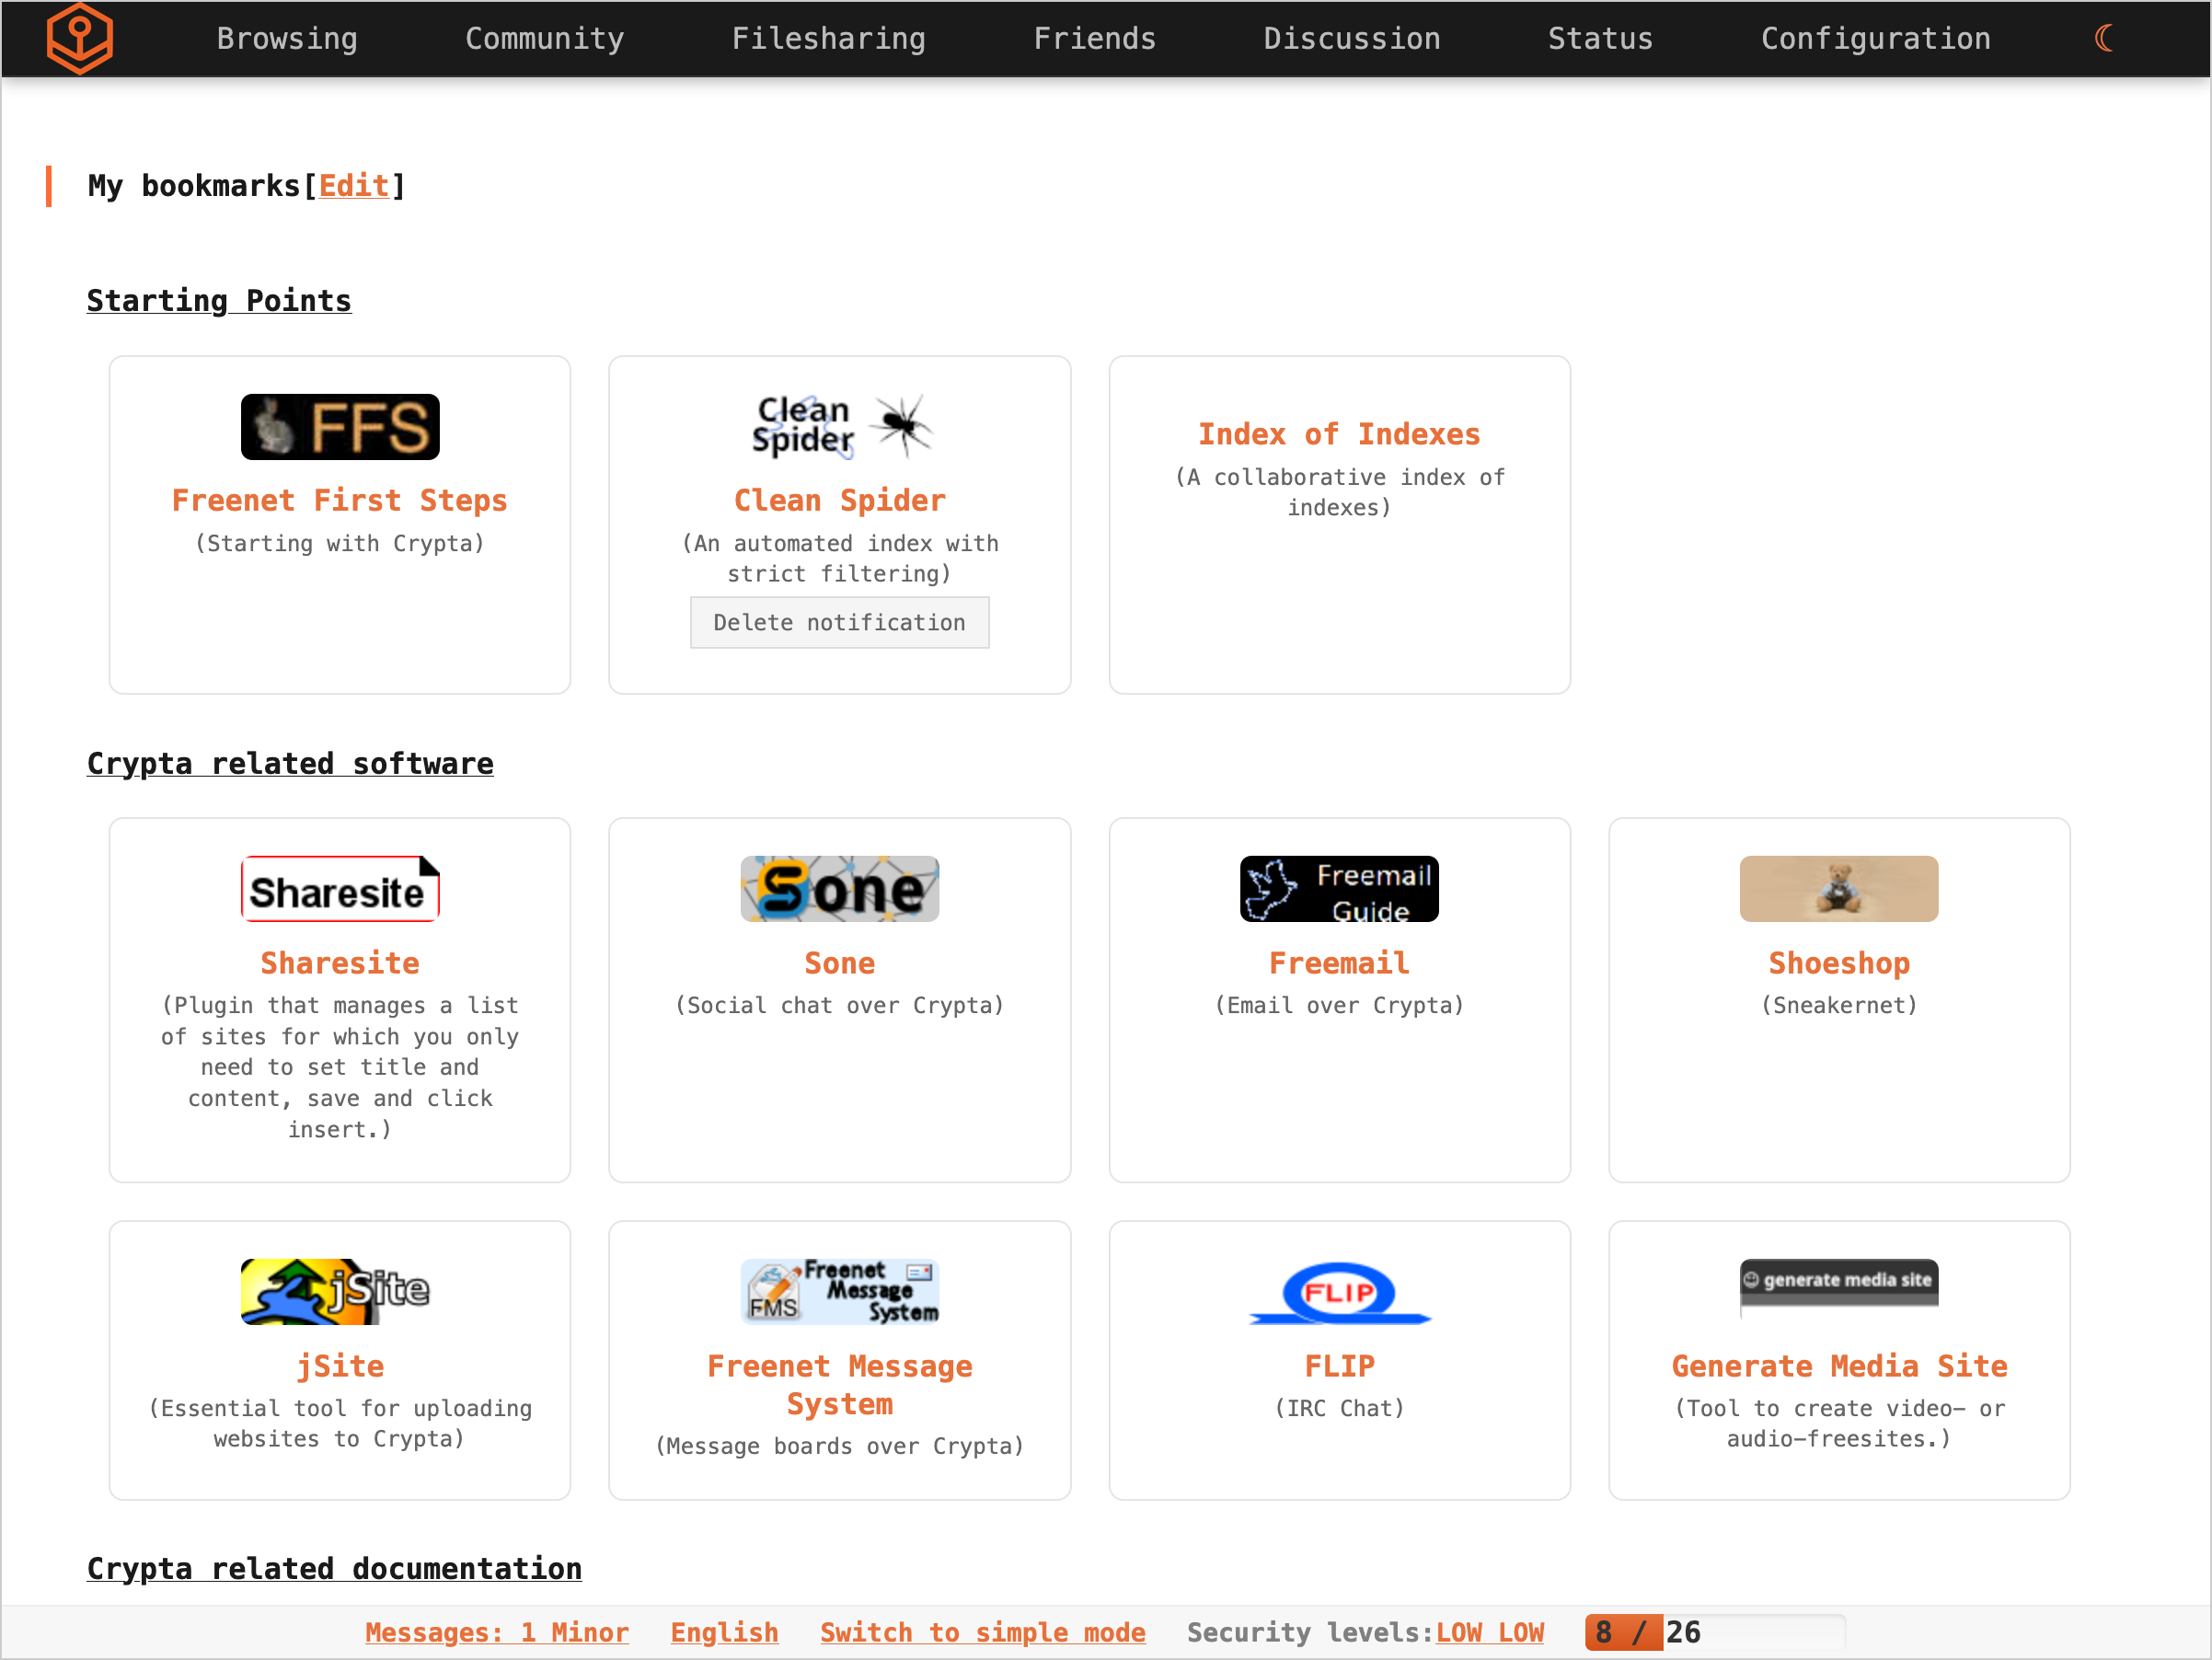 Browsing Community Filesharing Friends Discussion Status Configuration
My bookmarks[Edit]
Starting Points
FFS
Freenet First Steps
(Starting with Crypta)
Clean
Spider
Clean Spider
(An automated index with
strict filtering)
Delete notification
Index of Indexes
(A collaborative index of
indexes)
Crypta related software
Sharesite
Sharesite
(Plugin that manages a list
of sites for which you only
need to set title and
content, save and click
insert.)
Sone
Sone
(Social chat over Crypta)
Freemail
Guide
Freemail
(Email over Crypta)
Shoeshop
(Sneakernet)
jSite
jSite
(Essential tool for uploading
websites to Crypta)
FMS
Freenet
Message
System
Freenet Message
System
(Message boards over Crypta)
FLIP
FLIP
(IRC Chat)
generate media site
Generate Media Site
(Tool to create video- or
audio-freesites.)
Crypta related documentation
Messages: 1 Minor English Switch to simple mode Security levels:LOW LOW 8 / 26